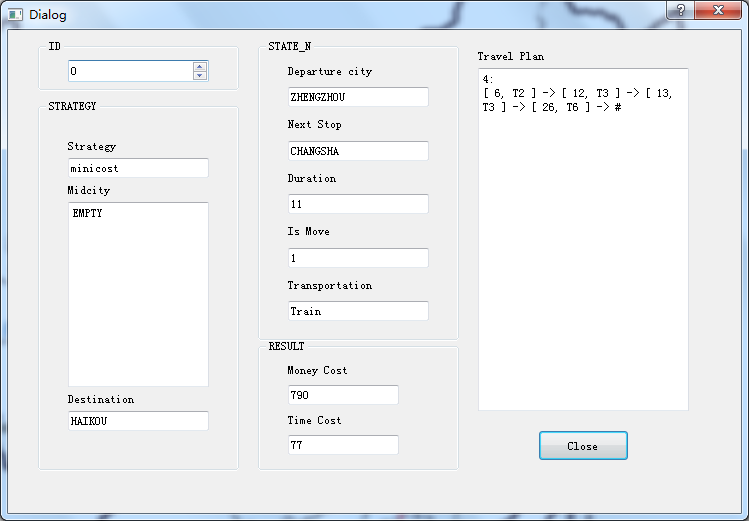 Dialog
ID
0
STRATEGY
Strategy
minicost
Midcity
EMPTY
Destination
HAIKOU
STATE_N
Departure city
ZHENGZHOU
Next Stop
CHANGSHA
Duration
11
Is Move
1
Transportation
Train
RESULT
Money Cost
790
Time Cost
77
Travel Plan
4:
[ 6, T2 ] -> [ 12, T3 ] -> [ 13,
T3 ] -> [ 26, T6 ] -> #
Close